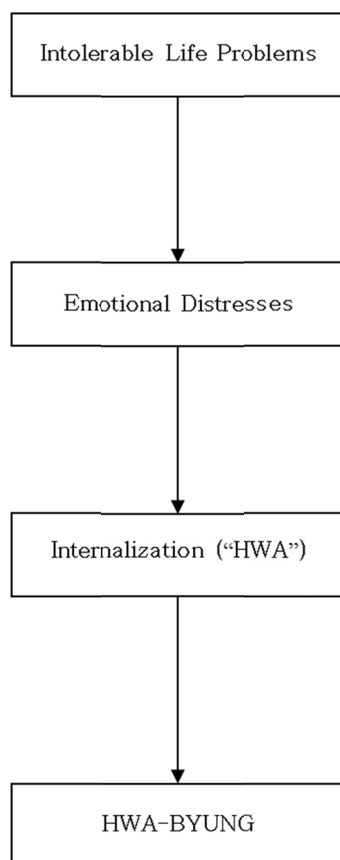 Intolerable Life Problems
Emotional Distresses
Internalization (“HWA”)
HWA-BYUNG